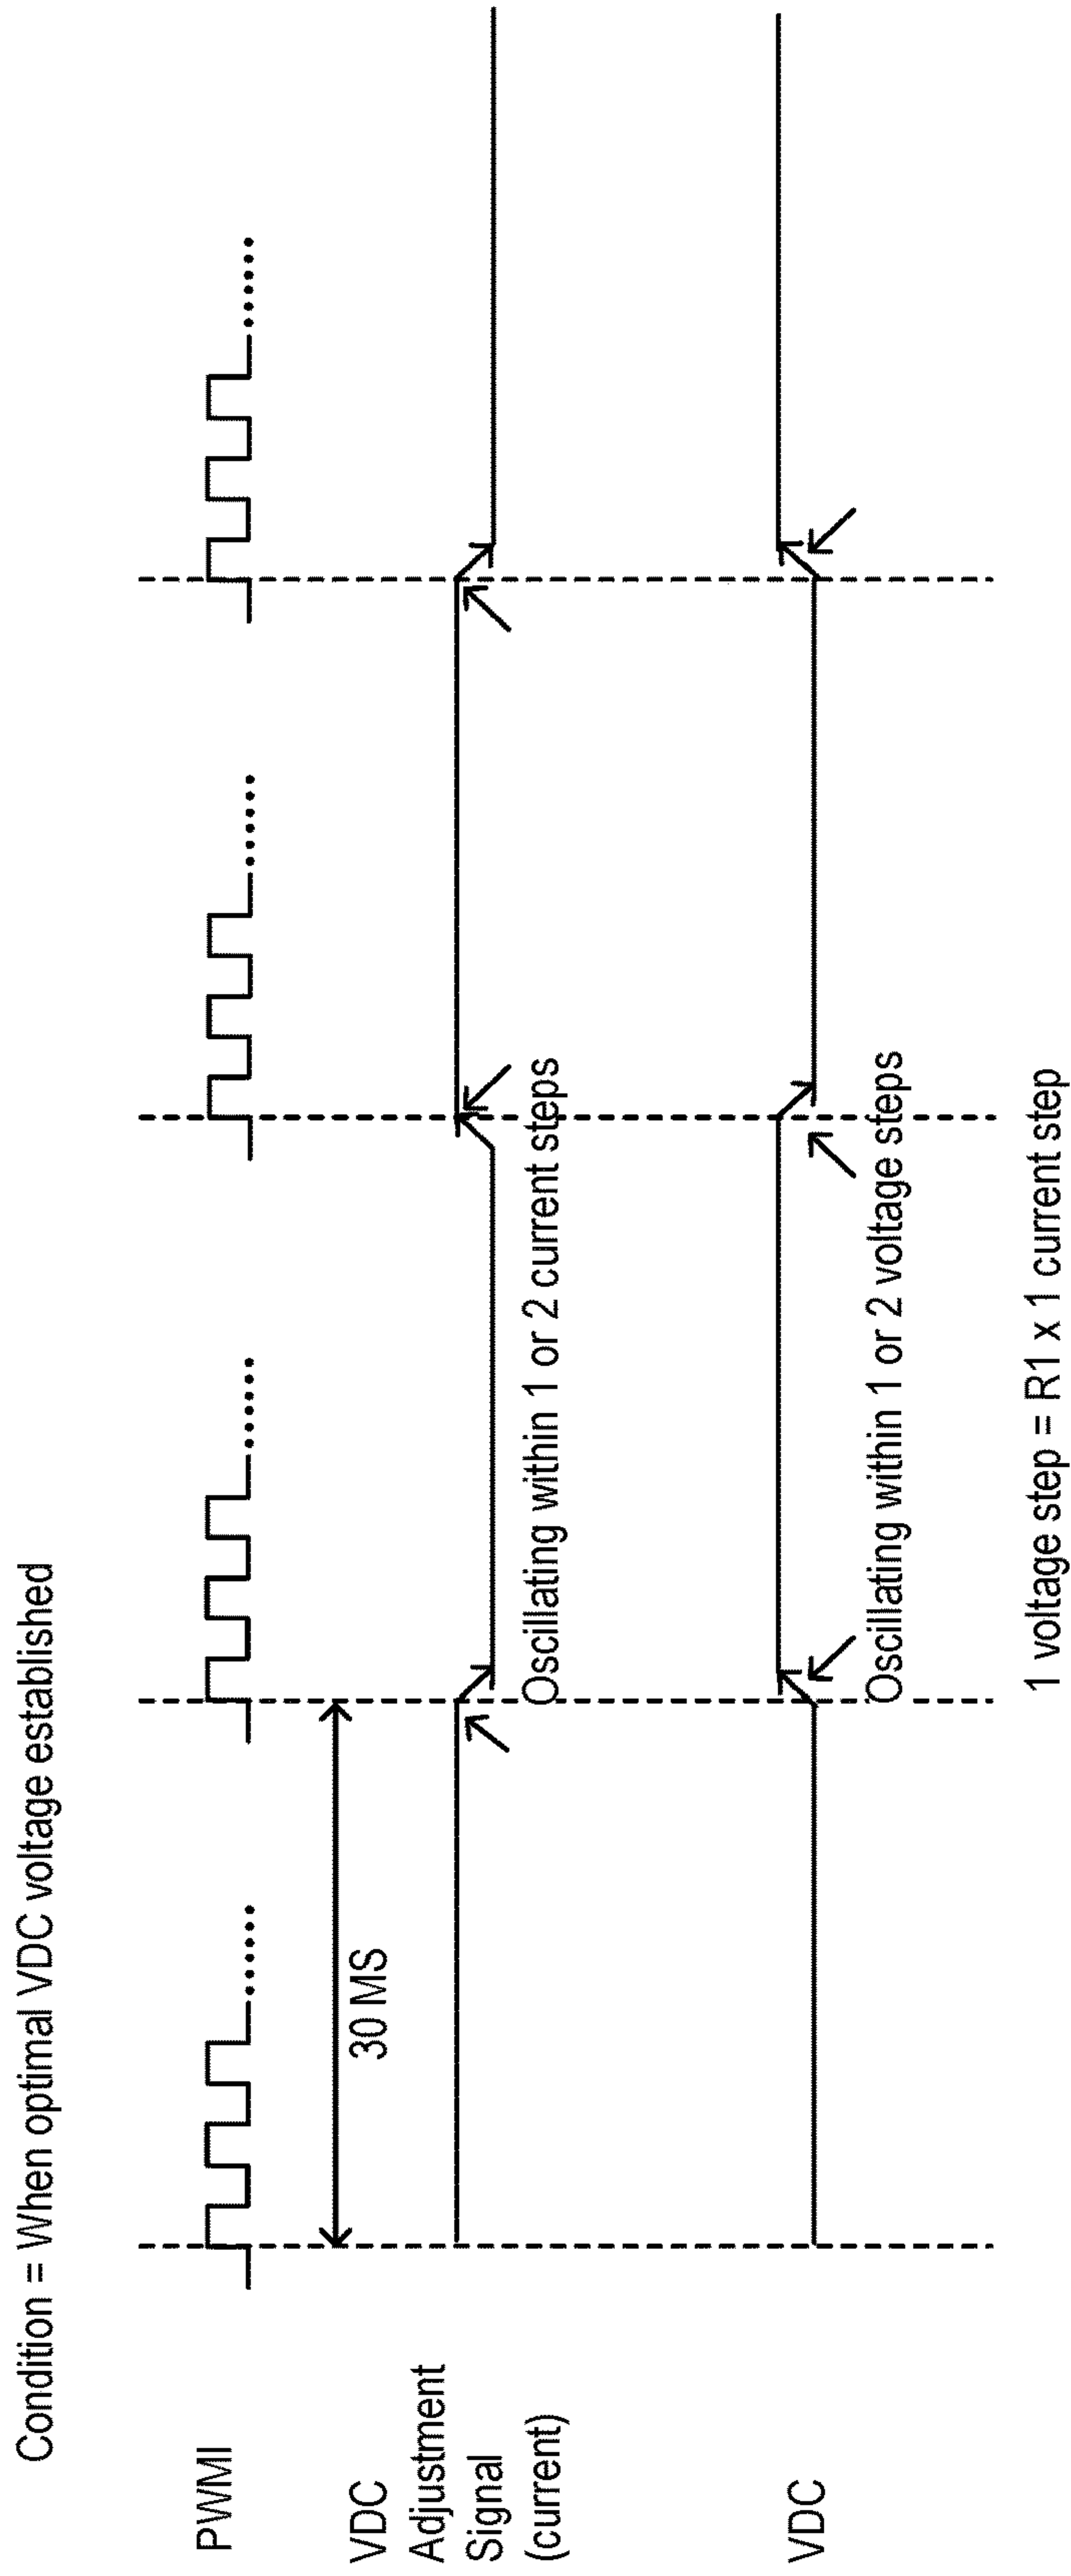 Condition = When optimal VDC voltage established
PWMI
30 MS
VDC
Adjustment
Signal
(current)
Oscillating within 1 or 2 current steps
VDC
Oscillating within 1 or 2 voltage steps
1 voltage step = R1 x 1 current step